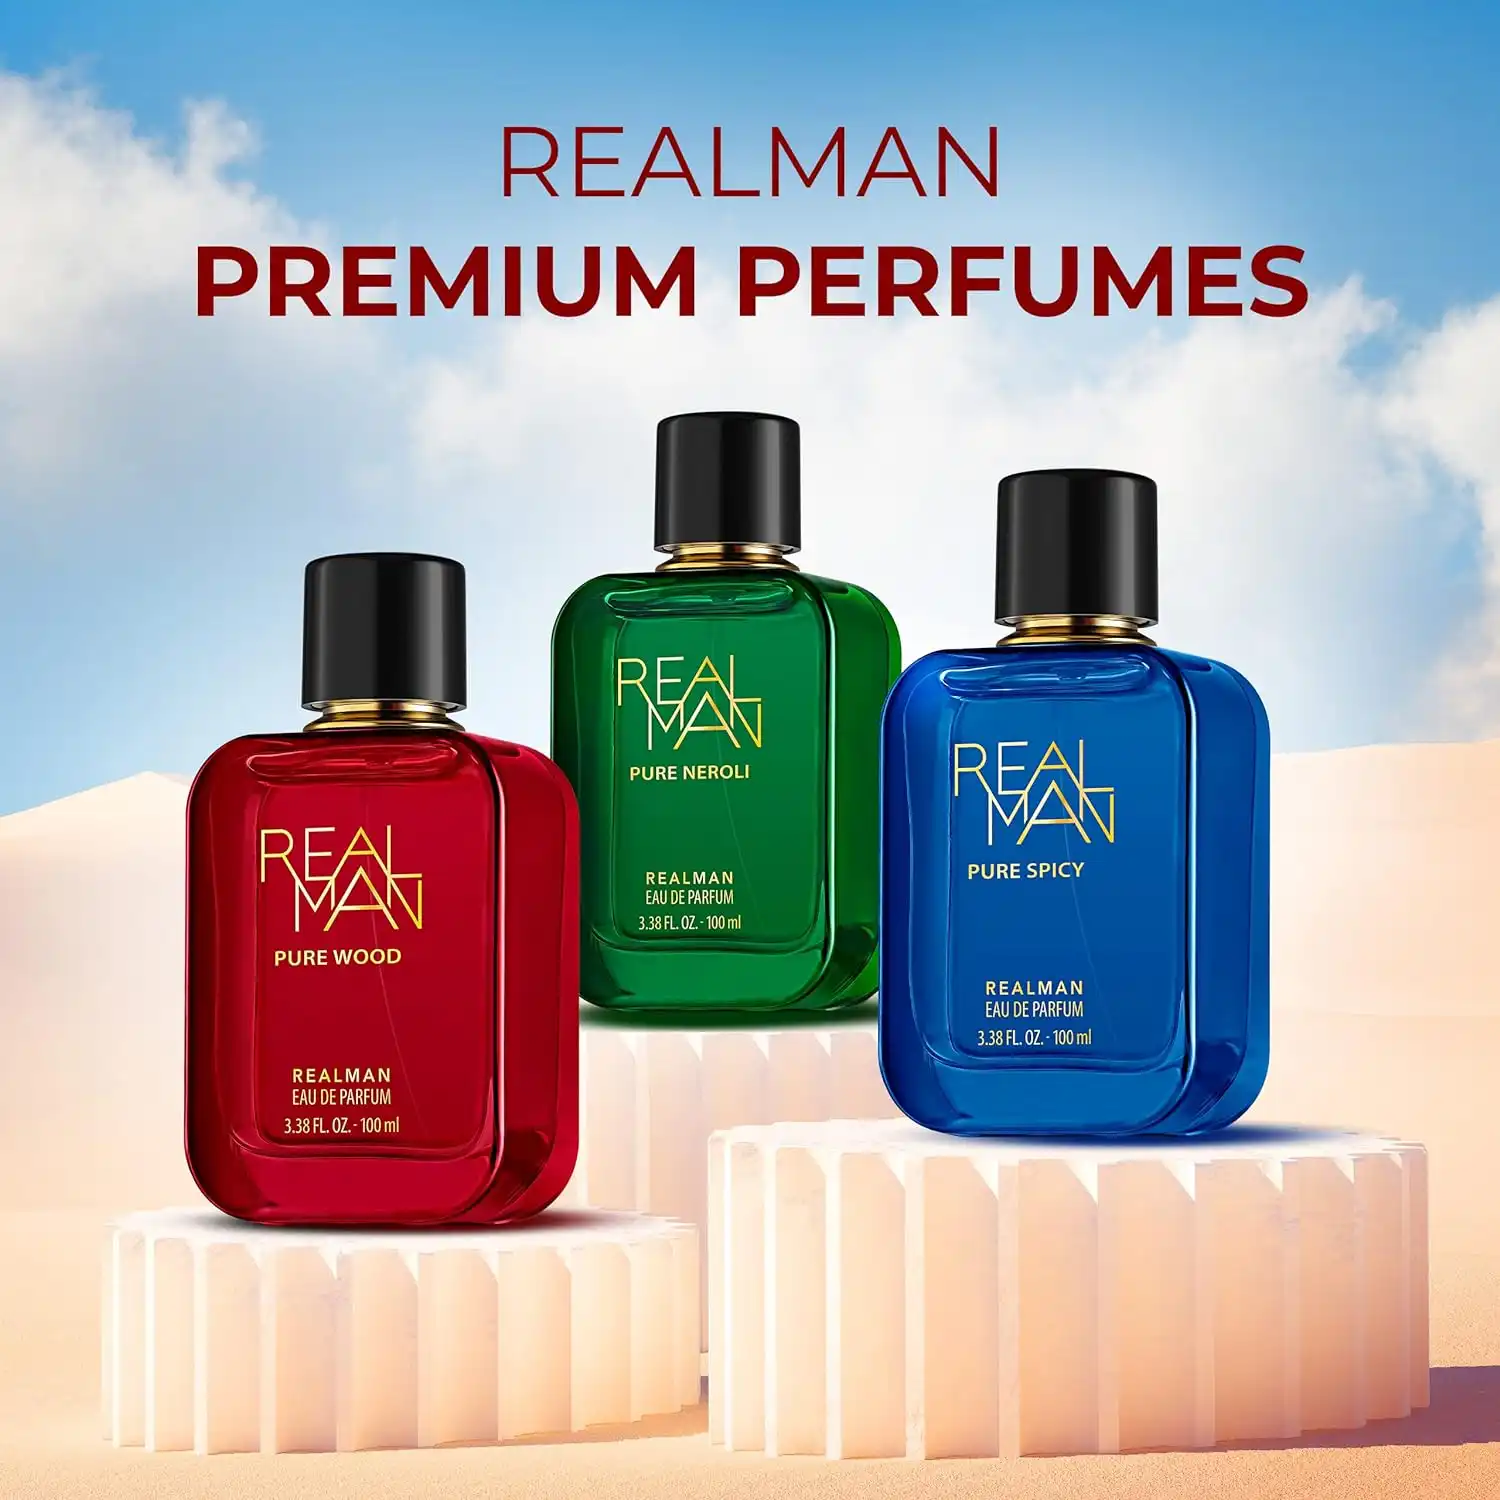 REALMAN
PREMIUM PERFUMES
REAL
MAN
PURE WOOD
REALMAN
EAU DE PARFUM
3.38 FL. OZ. - 100 ml
REAL
MAN
PURE NEROLI
REALMAN
EAU DE PARFUM
3.38 FL. OZ. - 100 ml
REAL
MAN
PURE SPICY
REALMAN
EAU DE PARFUM
3.38 FL. OZ. - 100 ml